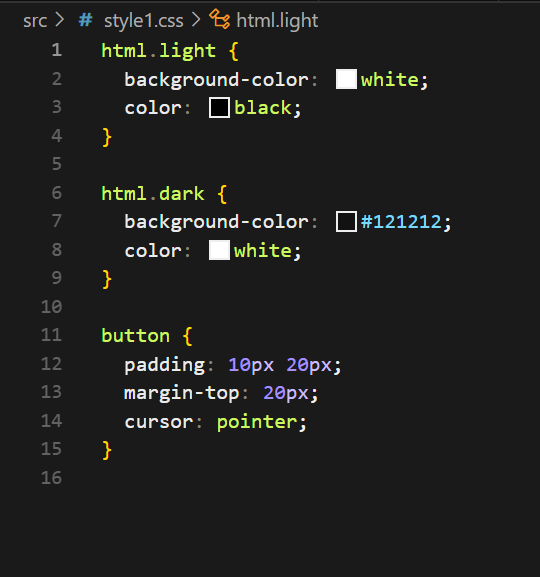 src > # style1.css > html.light
1 html.light {
2 background-color: white;
3 color: black;
4 }
5
6 html.dark {
7 background-color: #121212;
8 color: white;
9 }
10
11 button {
12 padding: 10px 20px;
13 margin-top: 20px;
14 cursor: pointer;
15 }
16